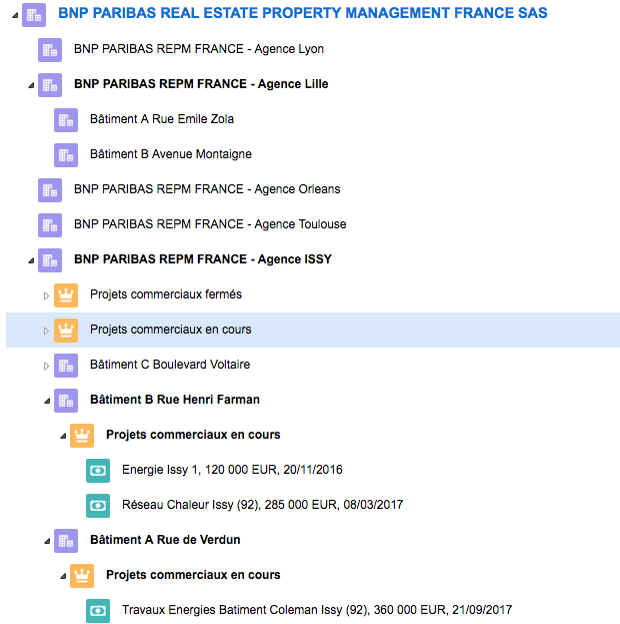 BNP PARIBAS REAL ESTATE PROPERTY MANAGEMENT FRANCE SAS
BNP PARIBAS REPM FRANCE - Agence Lyon
BNP PARIBAS REPM FRANCE - Agence Lille
Bâtiment A Rue Emile Zola
Bâtiment B Avenue Montaigne
BNP PARIBAS REPM FRANCE - Agence Orleans
BNP PARIBAS REPM FRANCE - Agence Toulouse
BNP PARIBAS REPM FRANCE - Agence ISSY
Projets commerciaux fermés
Projets commerciaux en cours
Bâtiment C Boulevard Voltaire
Bâtiment B Rue Henri Farman
Projets commerciaux en cours
Energie Issy 1, 120 000 EUR, 20/11/2016
Réseau Chaleur Issy (92), 285 000 EUR, 08/03/2017
Bâtiment A Rue de Verdun
Projets commerciaux en cours
Travaux Energies Batiment Coleman Issy (92), 360 000 EUR, 21/09/2017